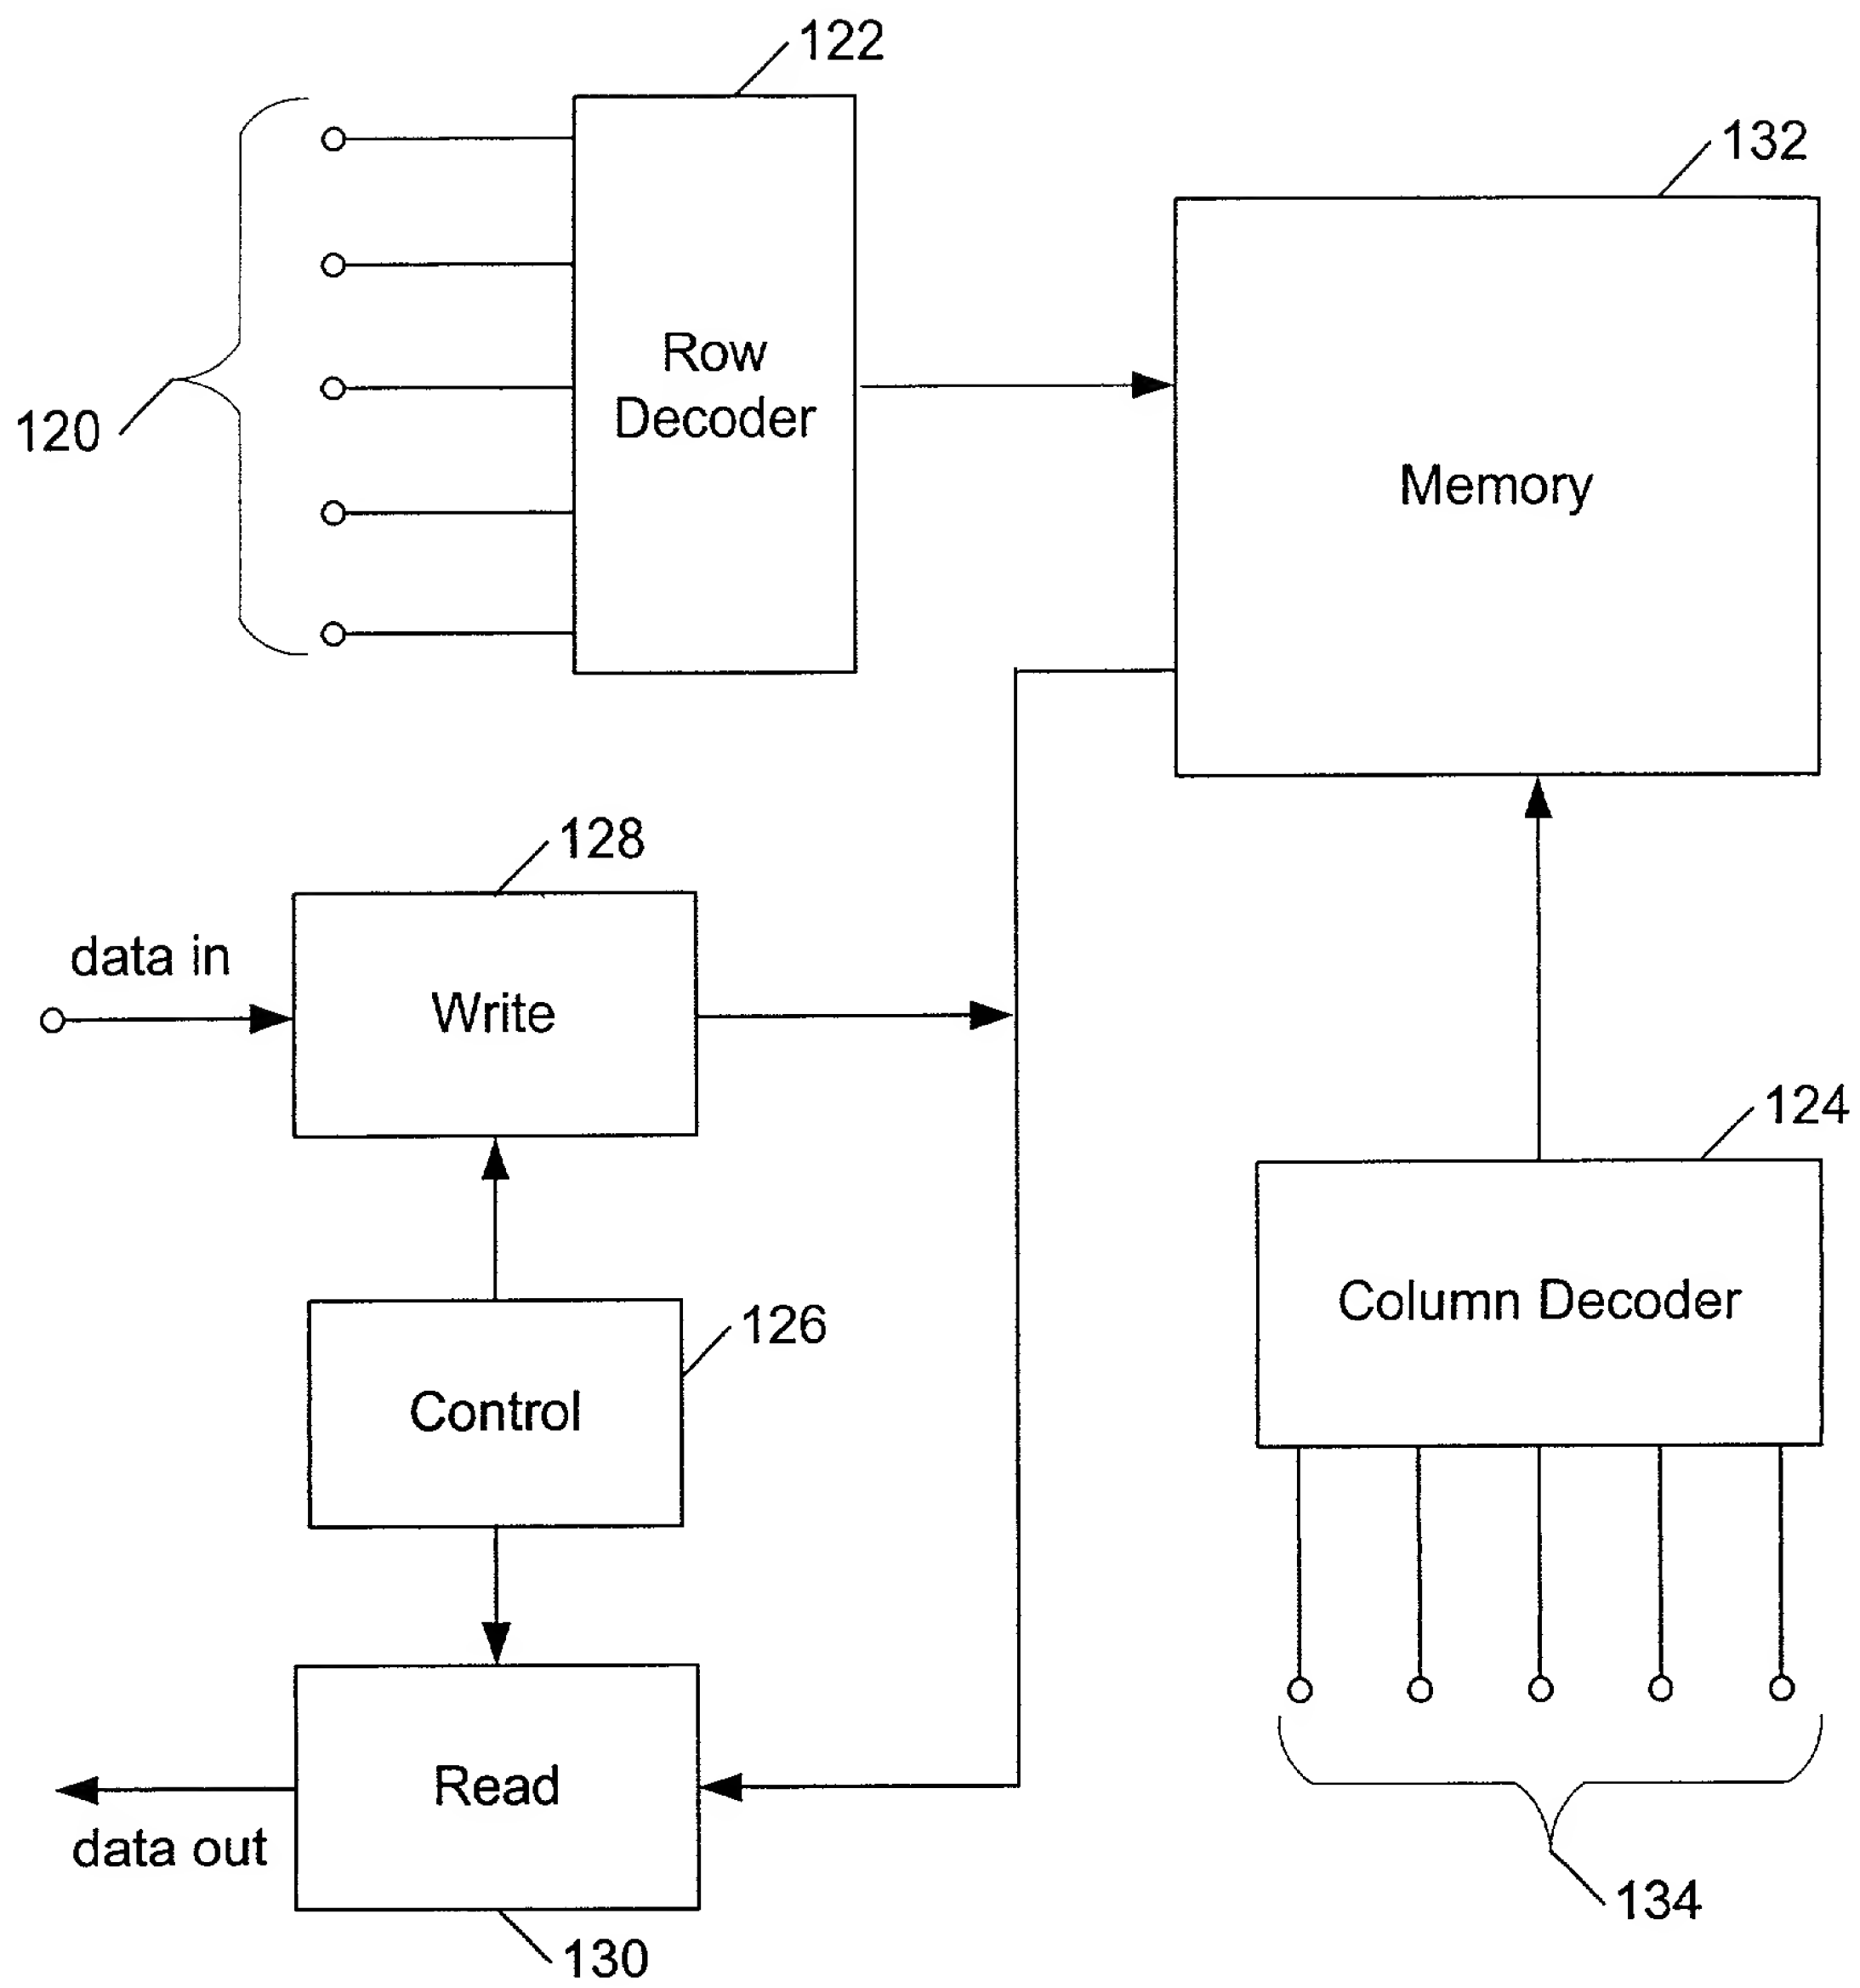 122
132
Row
Decoder
120
Memory
128
data in
Write
124
Column Decoder
126
Control
Read
data out
134
130